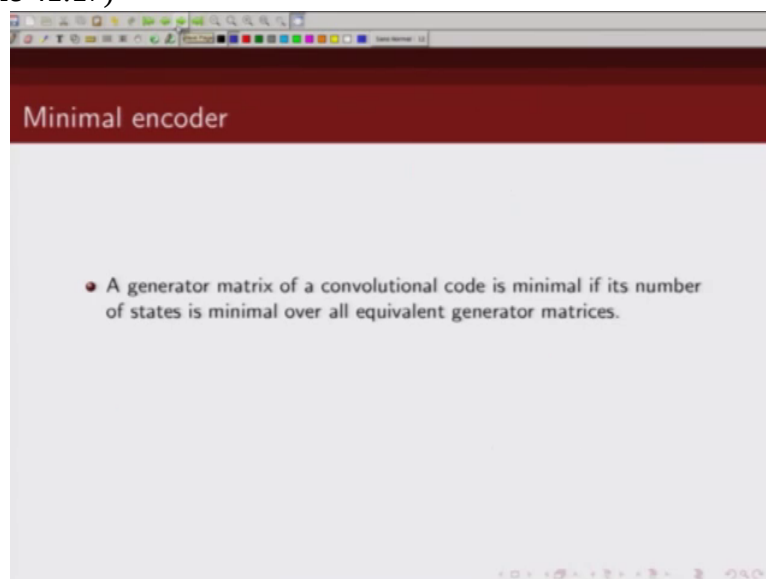 Minimal encoder
A generator matrix of a convolutional code is minimal if its number
of states is minimal over all equivalent generator matrices.